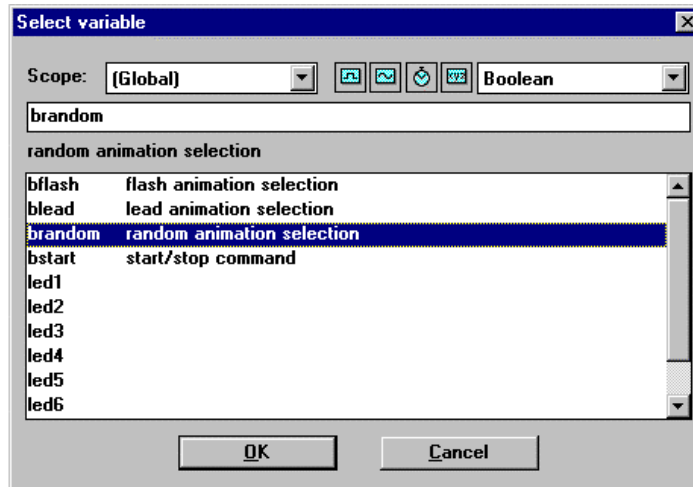 Select variable
Scope: (Global) xyz Boolean
brandom
random animation selection
bflash flash animation selection
blead lead animation selection
brandom random animation selection
bstart start/stop command
led1
led2
led3
led4
led5
led6
OK Cancel